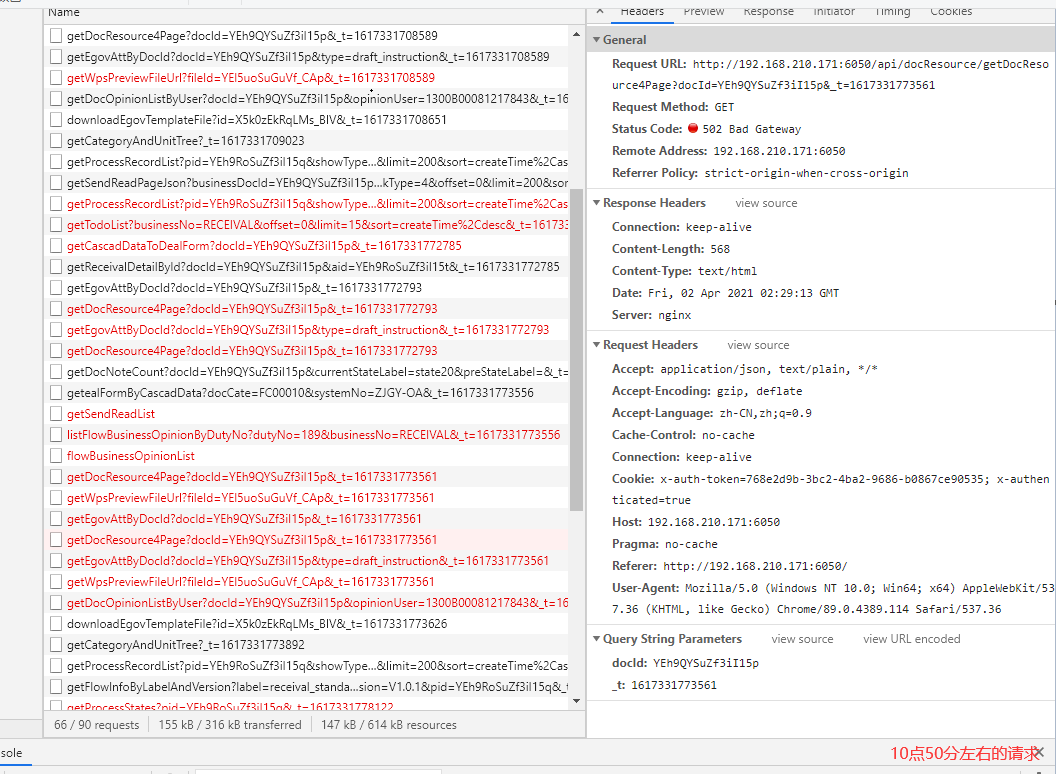 Name
Headers Preview Response Initiator Timing Cookies
getDocResource4Page?docId=YEh9QYSuZf3iI15p&_t=1617331708589
getEgovAttByDocId?docId=YEh9QYSuZf3iI15p&type=draft_instruction&_t=1617331708589
getWpsPreviewFileUrl?fileId=YEI5uoSuGuVf_CAp&_t=1617331708589
getDocOpinionListByUser?docId=YEh9QYSuZf3iI15p&opinionUser=1300B00081217843&_t=16
downloadEgovTemplateFile?id=X5k0zEkRqLMs_BIV&_t=1617331708651
getCategoryAndUnitTree?_t=1617331709023
getProcessRecordList?pid=YEh9RoSuZf3iI15q&showType...&limit=200&sort=createTime%2Cas
getSendReadPageJson?businessDocId=YEh9QYSuZf3iI15p...kType=4&offset=0&limit=200&sor
getProcessRecordList?pid=YEh9RoSuZf3iI15q&showType...&limit=200&sort=createTime%2Cas
getTodoList?businessNo=RECEIVAL&offset=0&limit=15&sort=createTime%2Cdesc&_t=161733
getCascadDataToDealForm?docId=YEh9QYSuZf3iI15p&_t=1617331772785
getReceivalDetailById?docId=YEh9QYSuZf3iI15p&aid=YEh9RoSuZf3iI15t&_t=1617331772785
getEgovAttByDocId?docId=YEh9QYSuZf3iI15p&_t=1617331772793
getDocResource4Page?docId=YEh9QYSuZf3iI15p&_t=1617331772793
getEgovAttByDocId?docId=YEh9QYSuZf3iI15p&type=draft_instruction&_t=1617331772793
getDocResource4Page?docId=YEh9QYSuZf3iI15p&_t=1617331772793
getDocNoteCount?docId=YEh9QYSuZf3iI15p&currentStateLabel=state20&preStateLabel=&_t=
getealFormByCascadData?docCate=FC00010&systemNo=ZJGY-OA&_t=1617331773556
getSendReadList
listFlowBusinessOpinionByDutyNo?dutyNo=189&businessNo=RECEIVAL&_t=1617331773556
flowBusinessOpinionList
getDocResource4Page?docId=YEh9QYSuZf3iI15p&_t=1617331773561
getWpsPreviewFileUrl?fileId=YEI5uoSuGuVf_CAp&_t=1617331773561
getEgovAttByDocId?docId=YEh9QYSuZf3iI15p&_t=1617331773561
getDocResource4Page?docId=YEh9QYSuZf3iI15p&_t=1617331773561
getEgovAttByDocId?docId=YEh9QYSuZf3iI15p&type=draft_instruction&_t=1617331773561
getWpsPreviewFileUrl?fileId=YEI5uoSuGuVf_CAp&_t=1617331773561
getDocOpinionListByUser?docId=YEh9QYSuZf3iI15p&opinionUser=1300B00081217843&_t=16
downloadEgovTemplateFile?id=X5k0zEkRqLMs_BIV&_t=1617331773626
getCategoryAndUnitTree?_t=1617331773892
getProcessRecordList?pid=YEh9RoSuZf3iI15q&showType...&limit=200&sort=createTime%2Cas
getFlowInfoByLabelAndVersion?label=receival_standa...sion=V1.0.1&pid=YEh9RoSuZf3iI15q&_t
getProcessStates?pid=YEh9RoSuZf3iI15q&_t=1617331778122
66 / 90 requests 155 kB / 316 kB transferred 147 kB / 614 kB resources
General
Request URL: http://192.168.210.171:6050/api/docResource/getDocReso
urce4Page?docId=YEh9QYSuZf3iI15p&_t=1617331773561
Request Method: GET
Status Code: 502 Bad Gateway
Remote Address: 192.168.210.171:6050
Referrer Policy: strict-origin-when-cross-origin
Response Headers view source
Connection: keep-alive
Content-Length: 568
Content-Type: text/html
Date: Fri, 02 Apr 2021 02:29:13 GMT
Server: nginx
Request Headers view source
Accept: application/json, text/plain, */*
Accept-Encoding: gzip, deflate
Accept-Language: zh-CN,zh;q=0.9
Cache-Control: no-cache
Connection: keep-alive
Cookie: x-auth-token=768e2d9b-3bc2-4ba2-9686-b0867ce90535; x-authen
ticated=true
Host: 192.168.210.171:6050
Pragma: no-cache
Referer: http://192.168.210.171:6050/
User-Agent: Mozilla/5.0 (Windows NT 10.0; Win64; x64) AppleWebKit/53
7.36 (KHTML, like Gecko) Chrome/89.0.4389.114 Safari/537.36
Query String Parameters view source view URL encoded
docId: YEh9QYSuZf3iI15p
_t: 1617331773561
sole
10点50分左右的请求